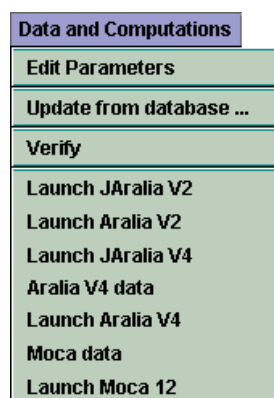 Data and Computations
Edit Parameters
Update from database ...
Verify
Launch JAralia V2
Launch Aralia V2
Launch JAralia V4
Aralia V4 data
Launch Aralia V4
Moca data
Launch Moca 12